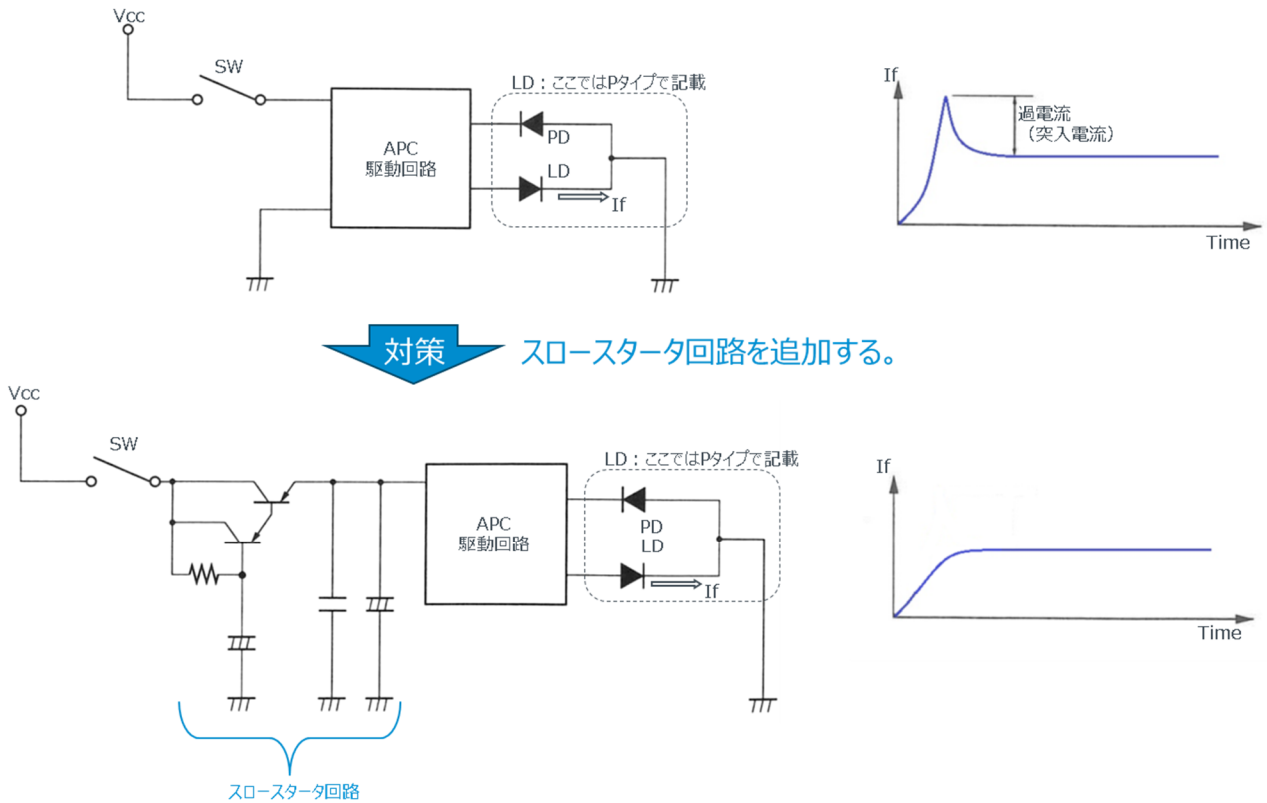 Vcc
SW
LD：ここではPタイプで記載
APC
駆動回路
PD
LD
If
If
過電流
（突入電流）
Time
対策
スロースタータ回路を追加する。
Vcc
SW
LD：ここではPタイプで記載
APC
駆動回路
PD
LD
If
If
Time
スロースタータ回路